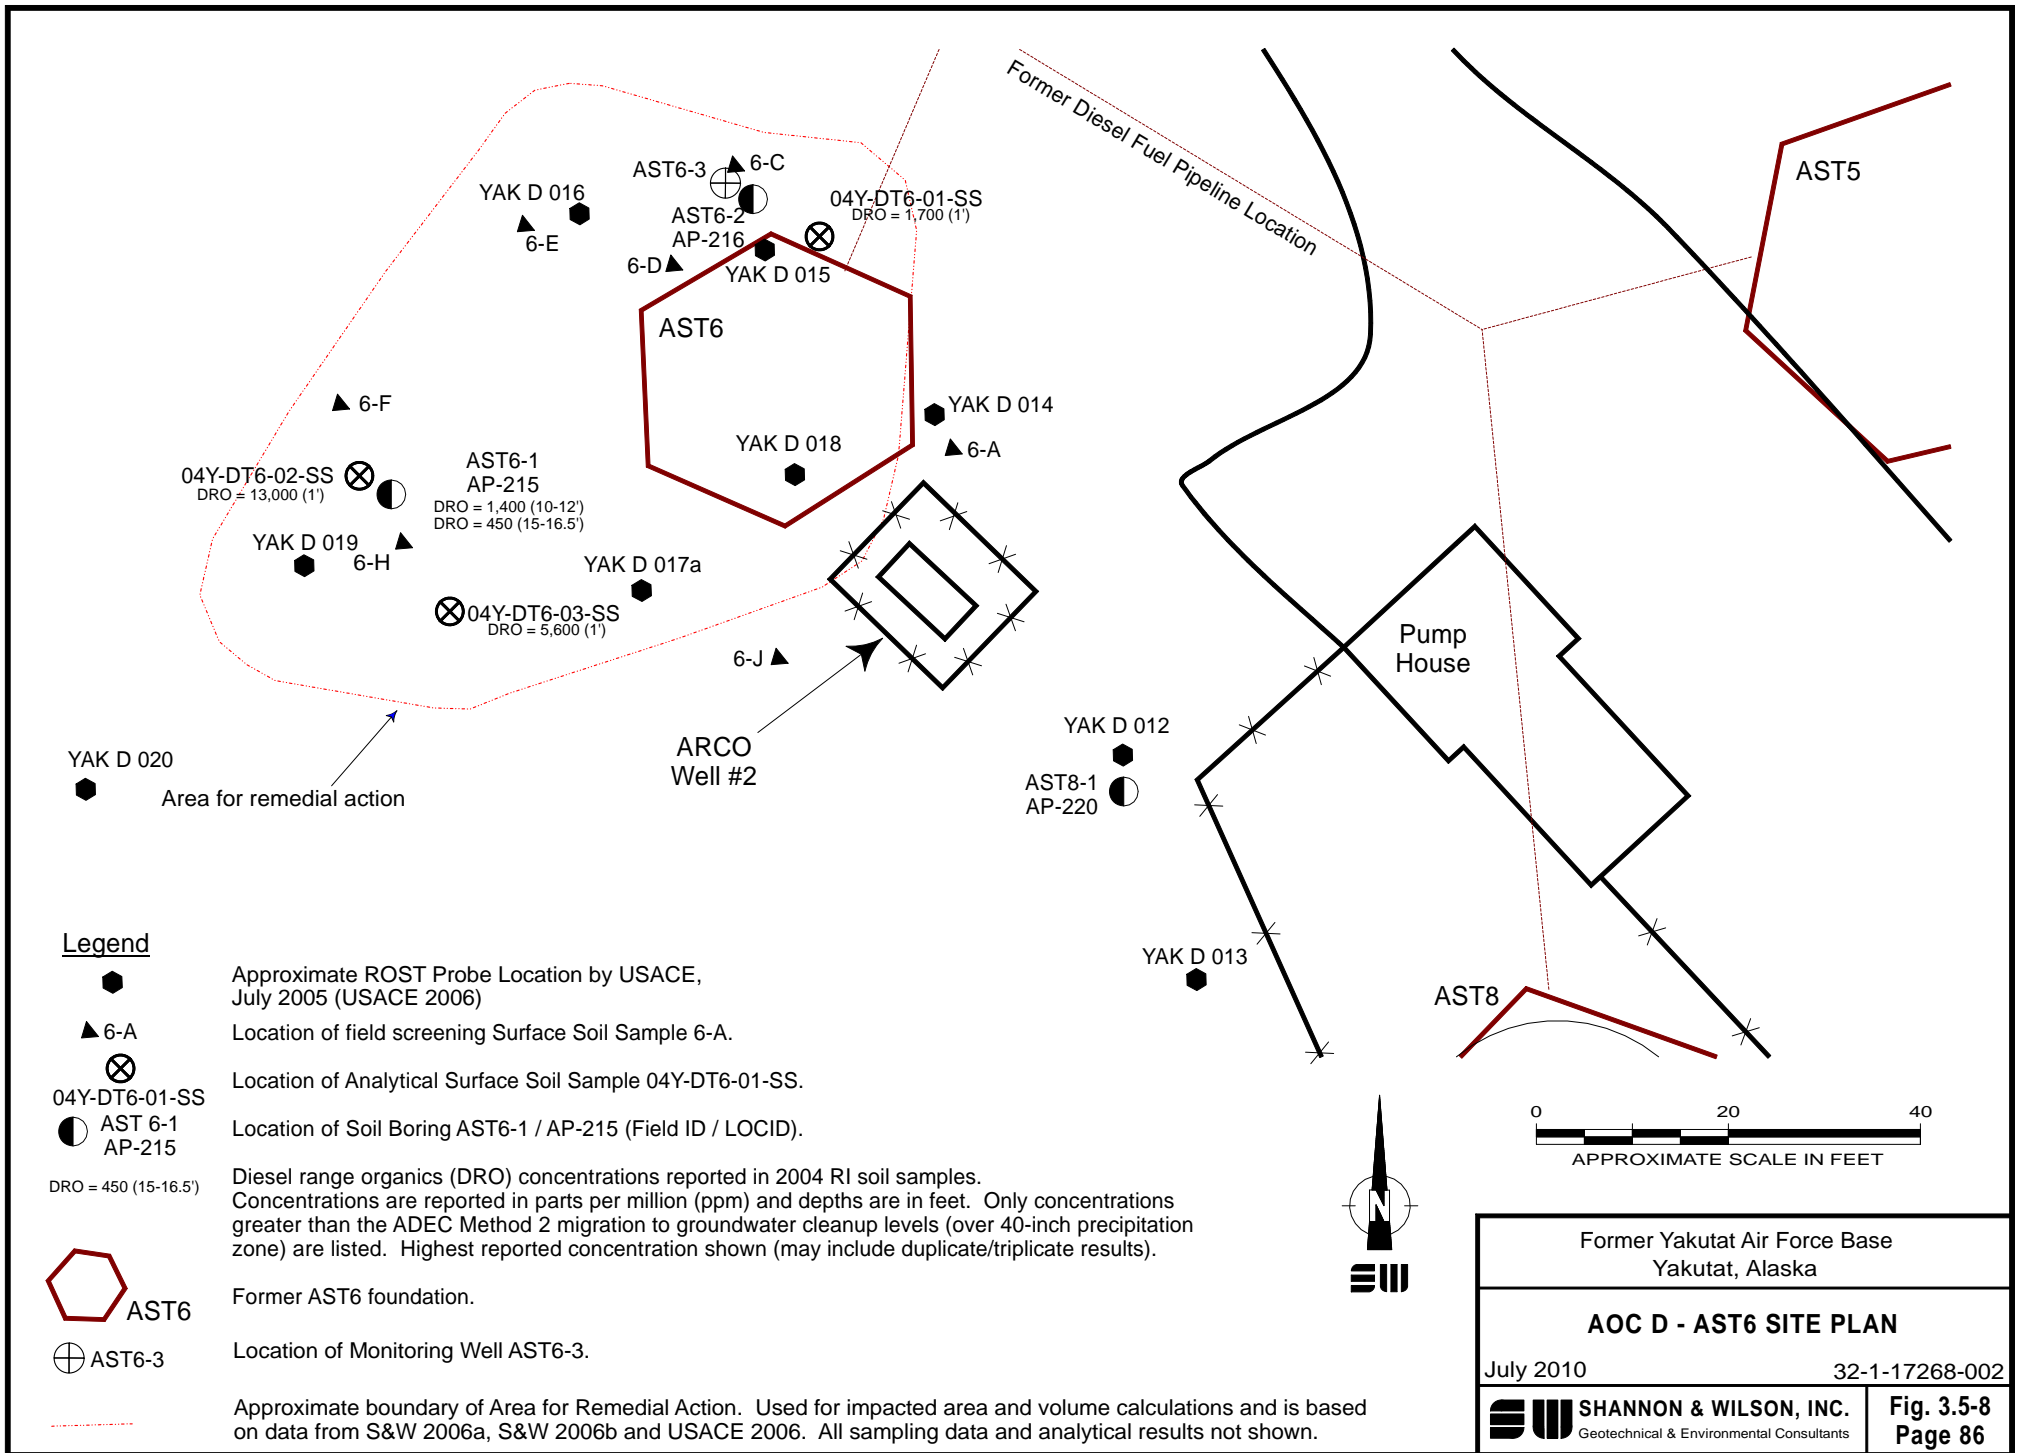 Former Diesel Fuel Pipeline Location
AST5
AST6-3
6-C
YAK D 016
6-E
AST6-2
AP-216
04Y-DT6-01-SS
DRO = 1,700 (1')
6-D
YAK D 015
AST6
6-F
YAK D 014
6-A
YAK D 018
04Y-DT6-02-SS
DRO = 13,000 (1')
AST6-1
AP-215
DRO = 1,400 (10-12')
DRO = 450 (15-16.5')
YAK D 019
6-H
YAK D 017a
04Y-DT6-03-SS
DRO = 5,600 (1')
6-J
Pump
House
ARCO
Well #2
YAK D 012
AST8-1
AP-220
YAK D 020
Area for remedial action
YAK D 013
AST8
Legend
Approximate ROST Probe Location by USACE,
July 2005 (USACE 2006)
6-A
Location of field screening Surface Soil Sample 6-A.
04Y-DT6-01-SS
Location of Analytical Surface Soil Sample 04Y-DT6-01-SS.
AST 6-1
AP-215
Location of Soil Boring AST6-1 / AP-215 (Field ID / LOCID).
DRO = 450 (15-16.5')
Diesel range organics (DRO) concentrations reported in 2004 RI soil samples.
Concentrations are reported in parts per million (ppm) and depths are in feet. Only concentrations
greater than the ADEC Method 2 migration to groundwater cleanup levels (over 40-inch precipitation
zone) are listed. Highest reported concentration shown (may include duplicate/triplicate results).
AST6
Former AST6 foundation.
AST6-3
Location of Monitoring Well AST6-3.
Approximate boundary of Area for Remedial Action. Used for impacted area and volume calculations and is based
on data from S&W 2006a, S&W 2006b and USACE 2006. All sampling data and analytical results not shown.
N
SW
0 20 40
APPROXIMATE SCALE IN FEET
Former Yakutat Air Force Base
Yakutat, Alaska
AOC D - AST6 SITE PLAN
July 2010
32-1-17268-002
SW
SHANNON & WILSON, INC.
Geotechnical & Environmental Consultants
Fig. 3.5-8
Page 86